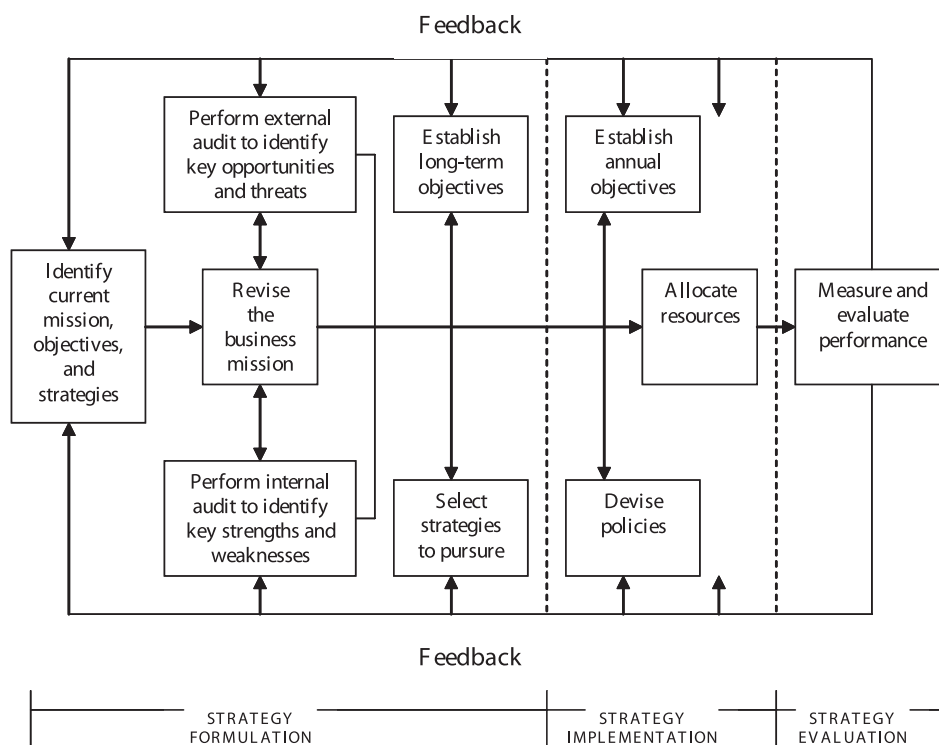 Feedback
Perform external
audit to identify
key opportunities
and threats
Establish
long-term
objectives
Establish
annual
objectives
Identify
current
mission,
objectives,
and
strategies
Revise
the
business
mission
Allocate
resources
Measure and
evaluate
performance
Perform internal
audit to identify
key strengths and
weaknesses
Select
strategies
to pursure
Devise
policies
Feedback
STRATEGY
FORMULATION
STRATEGY
IMPLEMENTATION
STRATEGY
EVALUATION